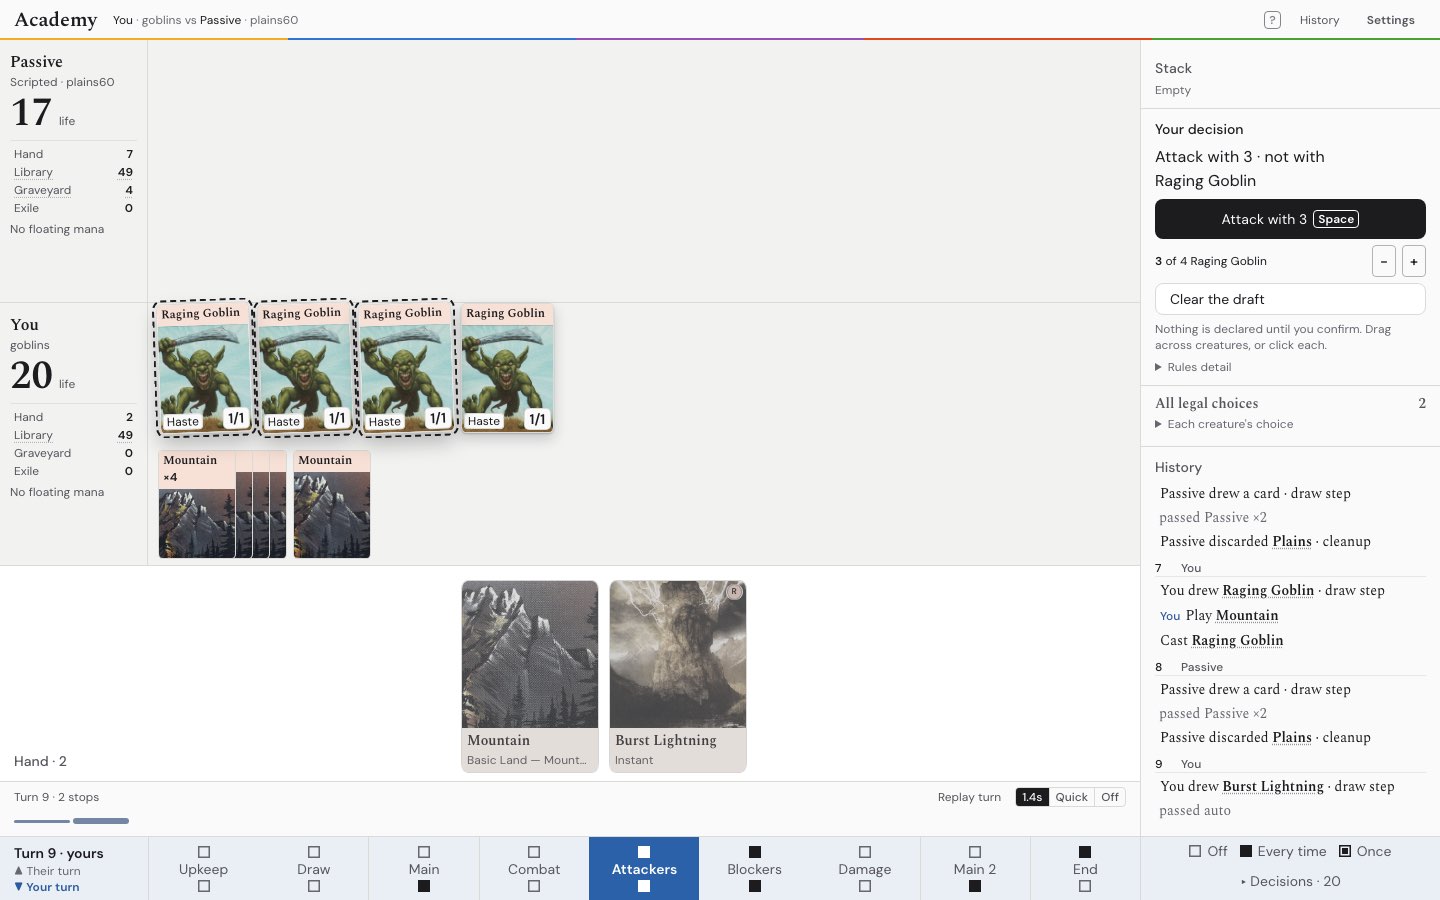 Academy
You · goblins vs Passive · plains60
?
History
Settings
Passive
Scripted · plains60
17 life
Hand 7
Library 49
Graveyard 4
Exile 0
No floating mana
You
goblins
20 life
Hand 2
Library 49
Graveyard 0
Exile 0
No floating mana
Raging Goblin
Haste
1/1
Raging Goblin
Haste
1/1
Raging Goblin
Haste
1/1
Raging Goblin
Haste
1/1
Mountain
×4
Mountain
Hand · 2
Mountain
Basic Land — Mount...
R
Burst Lightning
Instant
Turn 9 · 2 stops
Replay turn
1.4s
Quick
Off
Stack
Empty
Your decision
Attack with 3 · not with
Raging Goblin
Attack with 3 Space
3 of 4 Raging Goblin
−
+
Clear the draft
Nothing is declared until you confirm. Drag
across creatures, or click each.
▶ Rules detail
All legal choices 2
▶ Each creature's choice
History
Passive drew a card · draw step
passed Passive ×2
Passive discarded Plains · cleanup
7 You
You drew Raging Goblin · draw step
You Play Mountain
Cast Raging Goblin
8 Passive
Passive drew a card · draw step
passed Passive ×2
Passive discarded Plains · cleanup
9 You
You drew Burst Lightning · draw step
passed auto
Turn 9 · yours
▲ Their turn
▼ Your turn
Upkeep
Draw
Main
Combat
Attackers
Blockers
Damage
Main 2
End
Off
Every time
Once
▸ Decisions · 20